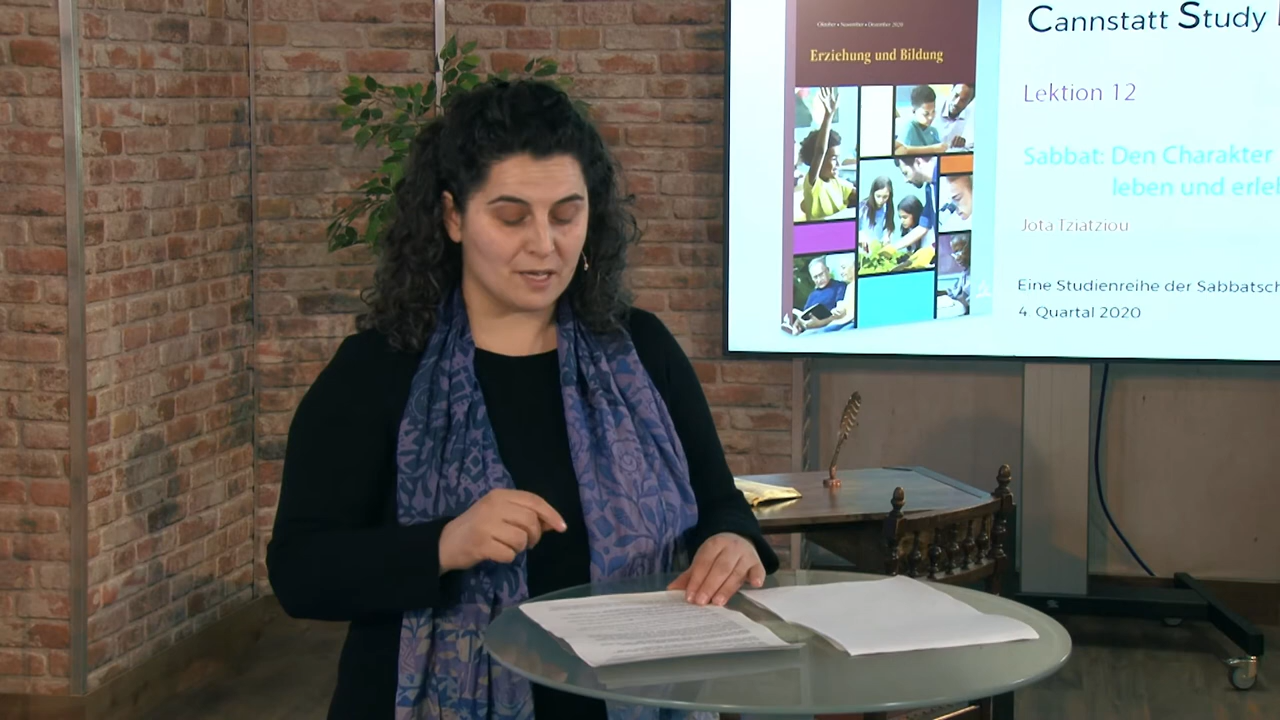 Oktober • November • Dezember 2020
Erziehung und Bildung
Cannstatt Study
Lektion 12
Sabbat: Den Charakter
leben und erleb
Jota Tziatziou
Eine Studienreihe der Sabbatsch
4. Quartal 2020